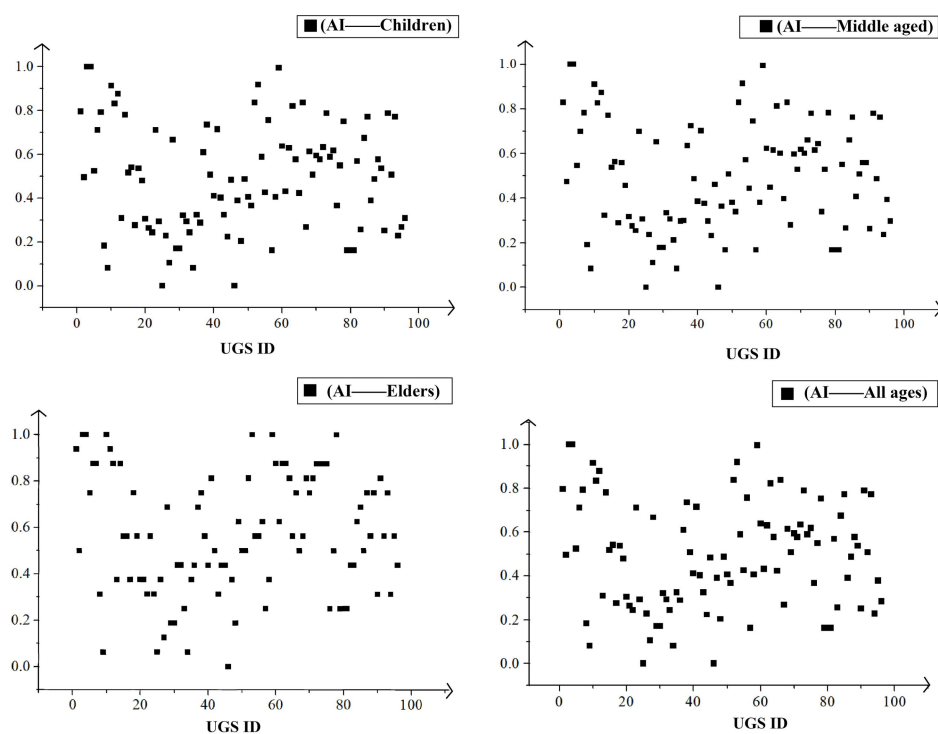 ■ (AI——Children)
1.0
0.8
0.6
0.4
0.2
0.0
0 20 40 60 80 100
UGS ID
■ (AI——Middle aged)
1.0
0.8
0.6
0.4
0.2
0.0
0 20 40 60 80 100
UGS ID
■ (AI——Elders)
1.0
0.8
0.6
0.4
0.2
0.0
0 20 40 60 80 100
UGS ID
■ (AI——All ages)
1.0
0.8
0.6
0.4
0.2
0.0
0 20 40 60 80 100
UGS ID